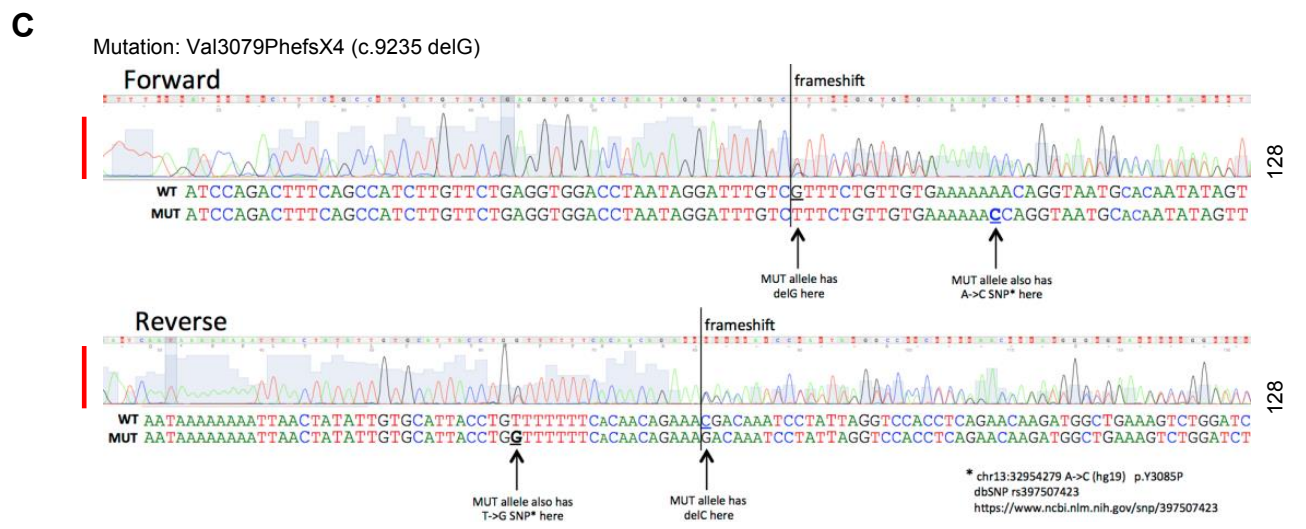 C
Mutation: Val3079PhefsX4 (c.9235 delG)
Forward
frameshift
128
WT ATCCAGACTTTCAGCCATCTTGTTCTGAGGTGGACCTAATAGGATTTGTCGTTTCTGTTGTGAAAAAAACAGGTAATGCACAATATAGT
MUT ATCCAGACTTTCAGCCATCTTGTTCTGAGGTGGACCTAATAGGATTTGTCTTTCTGTTGTGAAAAAACCAGGTAATGCACAATATAGTT
MUT allele has
delG here
MUT allele also has
A->C SNP* here
Reverse
frameshift
128
WT AATAAAAAAAATTAACTATATTGTGCATTACCTGTTTTTTTCACAACAGAAACGACAAATCCTATTAGGTCCACCTCAGAACAAGATGGCTGAAAGTCTGGATC
MUT AATAAAAAAAATTAACTATATTGTGCATTACCTGGTTTTTTCACAACAGAAAGACAAATCCTATTAGGTCCACCTCAGAACAAGATGGCTGAAAGTCTGGATCT
MUT allele also has
T->G SNP* here
MUT allele has
delC here
* chr13:32954279 A->C (hg19) p.Y3085P
dbSNP rs397507423
https://www.ncbi.nlm.nih.gov/snp/397507423